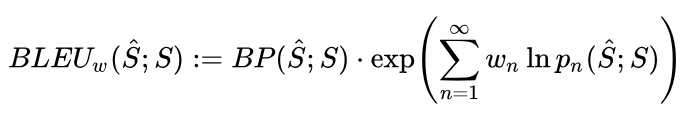 BLEU_w(Ŝ; S) := BP(Ŝ; S) · exp(∑_{n=1}^{∞} w_n ln p_n(Ŝ; S))